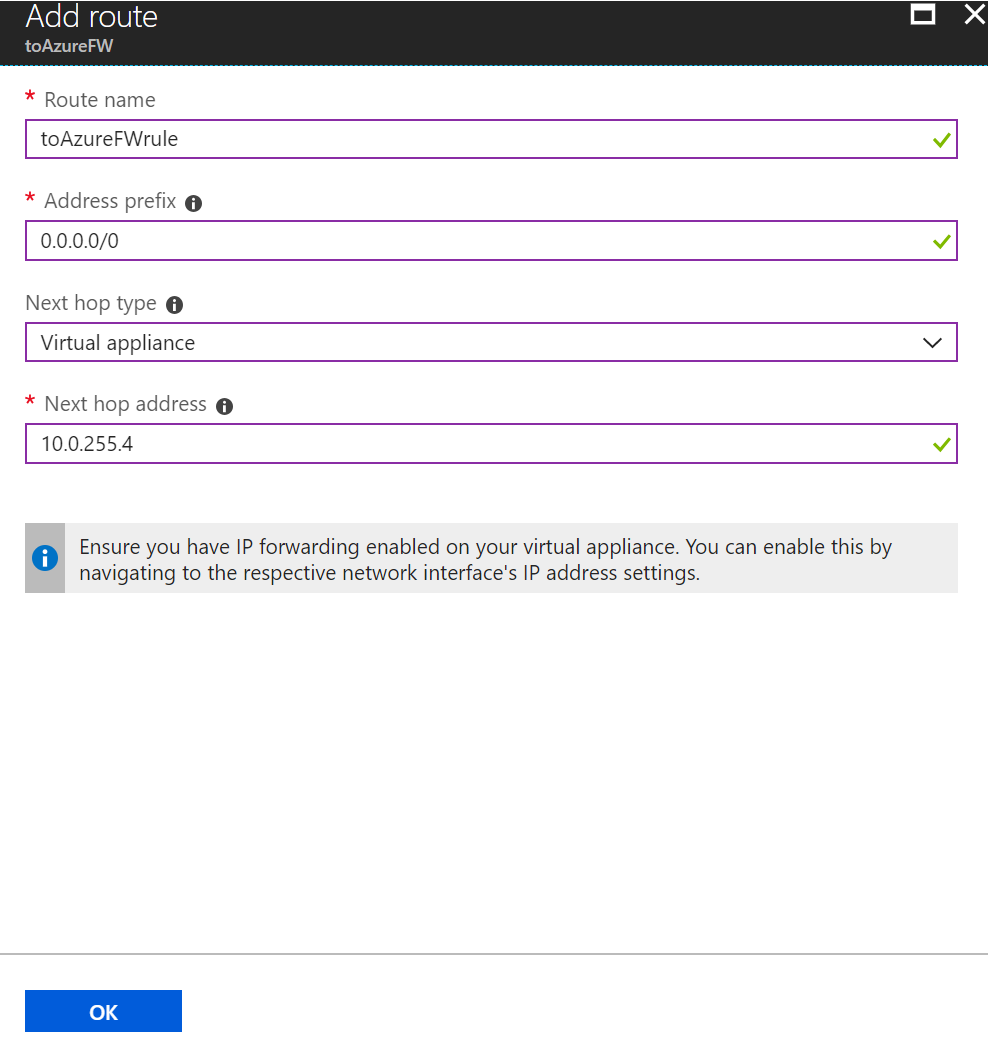 Add route
toAzureFW
* Route name
toAzureFWrule
* Address prefix
0.0.0.0/0
Next hop type
Virtual appliance
* Next hop address
10.0.255.4
Ensure you have IP forwarding enabled on your virtual appliance. You can enable this by
navigating to the respective network interface's IP address settings.
OK